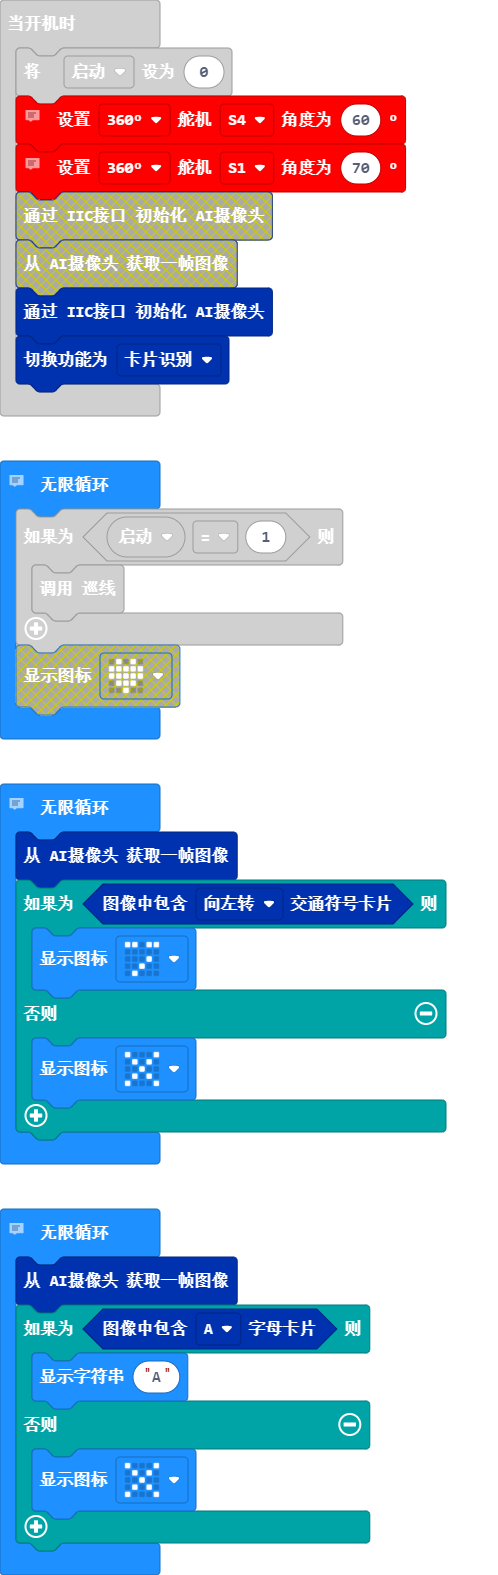 当开机时
将 启动 设为 0
设置 360° 舵机 S4 角度为 60 °
设置 360° 舵机 S1 角度为 70 °
通过 IIC接口 初始化 AI摄像头
从 AI摄像头 获取一帧图像
通过 IIC接口 初始化 AI摄像头
切换功能为 卡片识别
无限循环
如果为 启动 = 1 则
调用 巡线
显示图标
无限循环
从 AI摄像头 获取一帧图像
如果为 图像中包含 向左转 交通符号卡片 则
显示图标
否则
显示图标
无限循环
从 AI摄像头 获取一帧图像
如果为 图像中包含 A 字母卡片 则
显示字符串 "A"
否则
显示图标